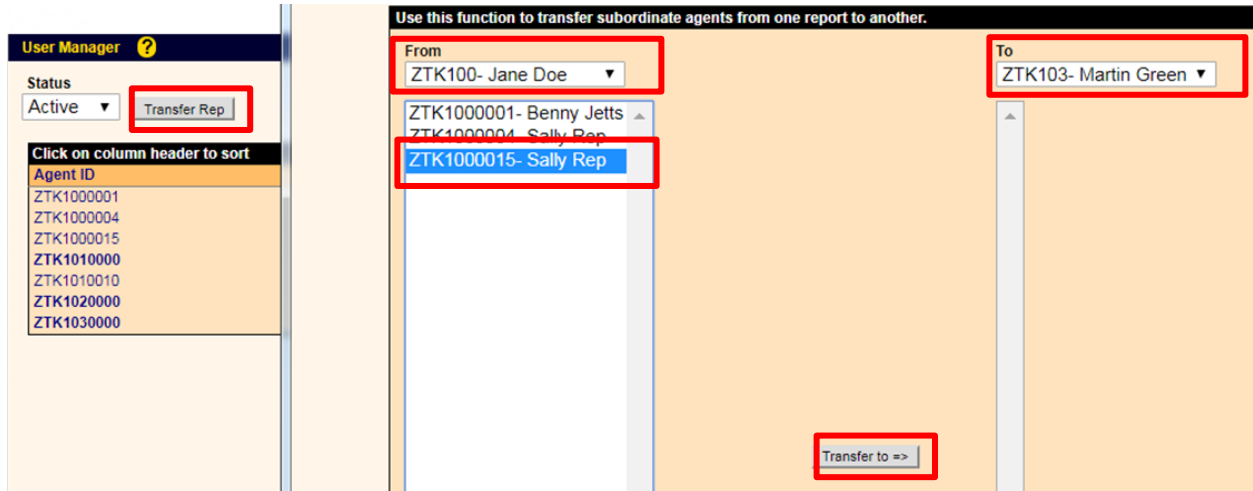 User Manager ?
Status
Active ▼
Transfer Rep
Click on column header to sort
Agent ID
ZTK1000001
ZTK1000004
ZTK1000015
ZTK1010000
ZTK1010010
ZTK1020000
ZTK1030000
Use this function to transfer subordinate agents from one report to another.
From
ZTK100- Jane Doe ▼
ZTK1000001- Benny Jetts
ZTK1000004- Sally Rep
ZTK1000015- Sally Rep
Transfer to =>
To
ZTK103- Martin Green ▼